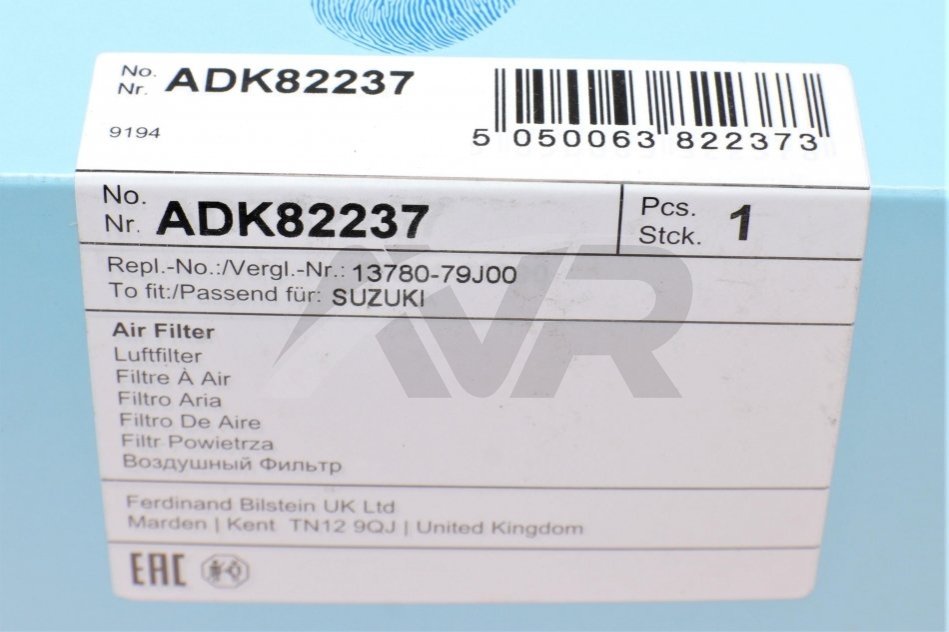 No.
Nr. ADK82237
9194
5 050063 822373
No.
Nr. ADK82237
Pcs.
Stck. 1
Repl.-No.:/Vergl.-Nr.: 13780-79J00
To fit:/Passend für: SUZUKI
Air Filter
Luftfilter
Filtre À Air
Filtro Aria
Filtro De Aire
Filtr Powietrza
Воздушный Фильтр
Ferdinand Bilstein UK Ltd
Marden | Kent TN12 9QJ | United Kingdom
EAC
AVR